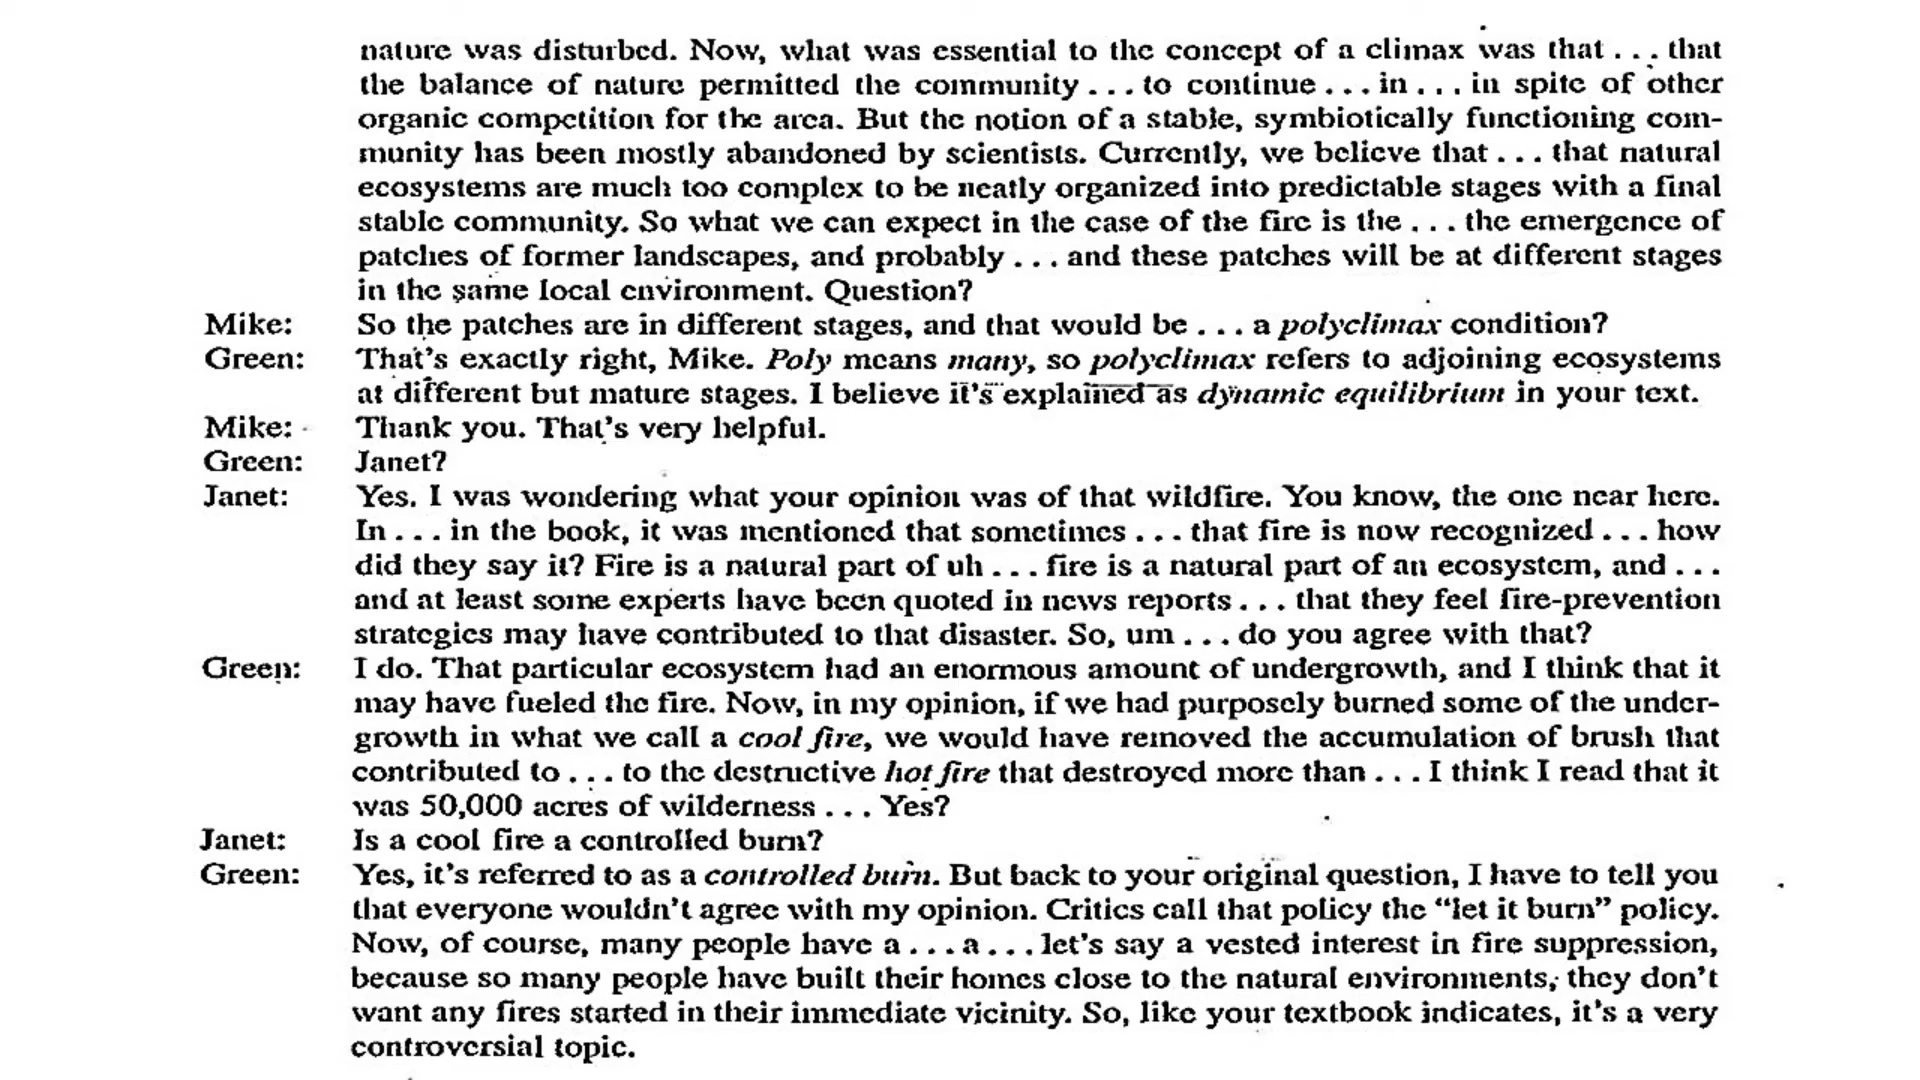 nature was disturbed. Now, what was essential to the concept of a climax was that . . . that
the balance of nature permitted the community . . . to continue . . . in . . . in spite of other
organic competition for the area. But the notion of a stable, symbiotically functioning com-
munity has been mostly abandoned by scientists. Currently, we believe that . . . that natural
ecosystems are much too complex to be neatly organized into predictable stages with a final
stable community. So what we can expect in the case of the fire is the . . . the emergence of
patches of former landscapes, and probably . . . and these patches will be at different stages
in the same local environment. Question?
Mike: So the patches are in different stages, and that would be . . . a polyclimax condition?
Green: That's exactly right, Mike. Poly means many, so polyclimax refers to adjoining ecosystems
at different but mature stages. I believe it's explained as dynamic equilibrium in your text.
Mike: Thank you. That's very helpful.
Green: Janet?
Janet: Yes. I was wondering what your opinion was of that wildfire. You know, the one near here.
In . . . in the book, it was mentioned that sometimes . . . that fire is now recognized . . . how
did they say it? Fire is a natural part of uh . . . fire is a natural part of an ecosystem, and . . .
and at least some experts have been quoted in news reports . . . that they feel fire-prevention
strategies may have contributed to that disaster. So, um . . . do you agree with that?
Green: I do. That particular ecosystem had an enormous amount of undergrowth, and I think that it
may have fueled the fire. Now, in my opinion, if we had purposely burned some of the under-
growth in what we call a cool fire, we would have removed the accumulation of brush that
contributed to . . . to the destructive hot fire that destroyed more than . . . I think I read that it
was 50,000 acres of wilderness . . . Yes?
Janet: Is a cool fire a controlled burn?
Green: Yes, it's referred to as a controlled burn. But back to your original question, I have to tell you
that everyone wouldn't agree with my opinion. Critics call that policy the “let it burn” policy.
Now, of course, many people have a . . . a . . . let's say a vested interest in fire suppression,
because so many people have built their homes close to the natural environments; they don't
want any fires started in their immediate vicinity. So, like your textbook indicates, it's a very
controversial topic.